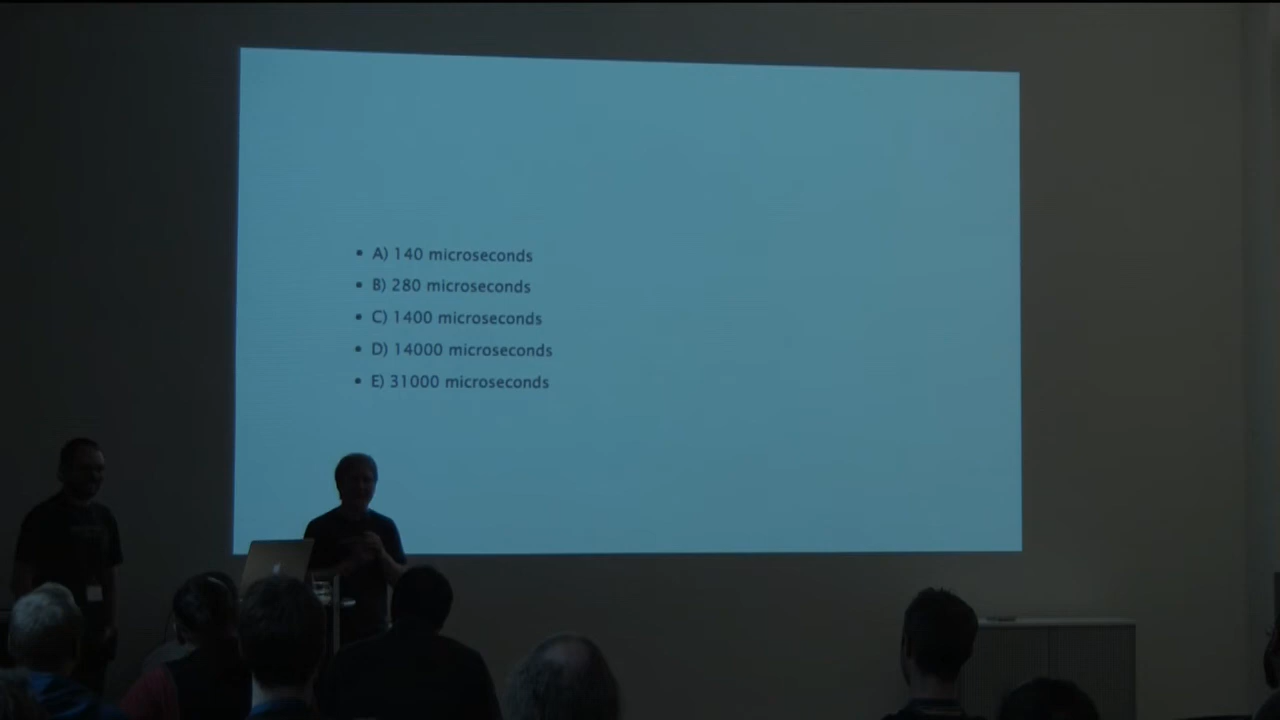 • A) 140 microseconds
• B) 280 microseconds
• C) 1400 microseconds
• D) 14000 microseconds
• E) 31000 microseconds